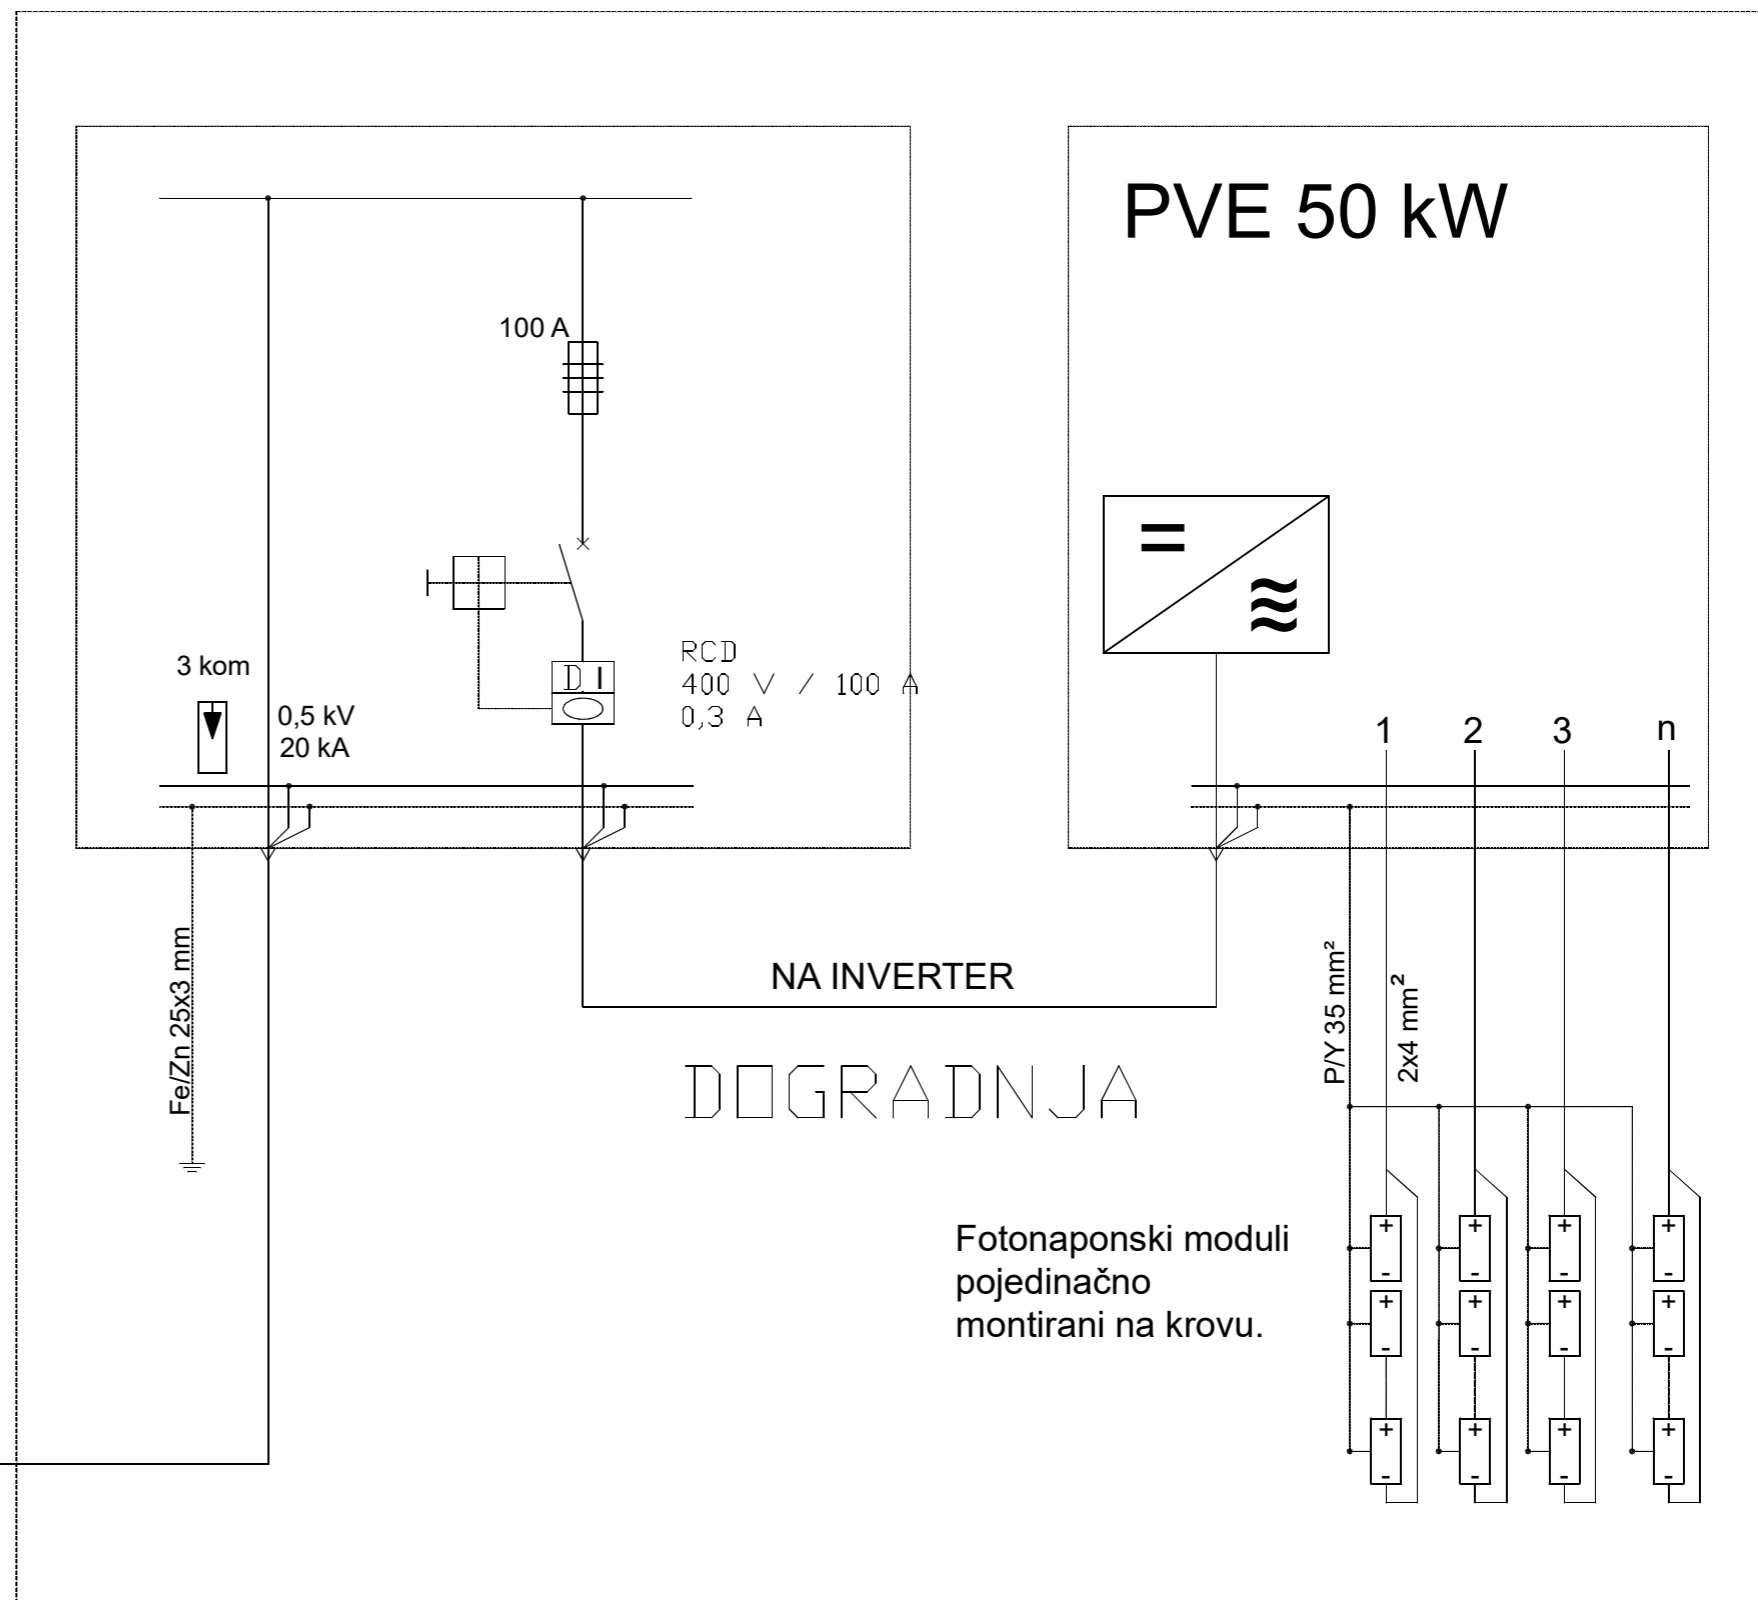 PVE 50 kW
100 A
3 kom
0,5 kV
20 kA
D I
RCD
400 V / 100 A
0,3 A
=
≋
1 2 3 n
Fe/Zn 25x3 mm
NA INVERTER
P/Y 35 mm²
2x4 mm²
DOGRADNJA
Fotonaponski moduli
pojedinačno
montirani na krovu.
+ + + +
- - - -
+ + + +
- - - -
+ + + +
- - - -